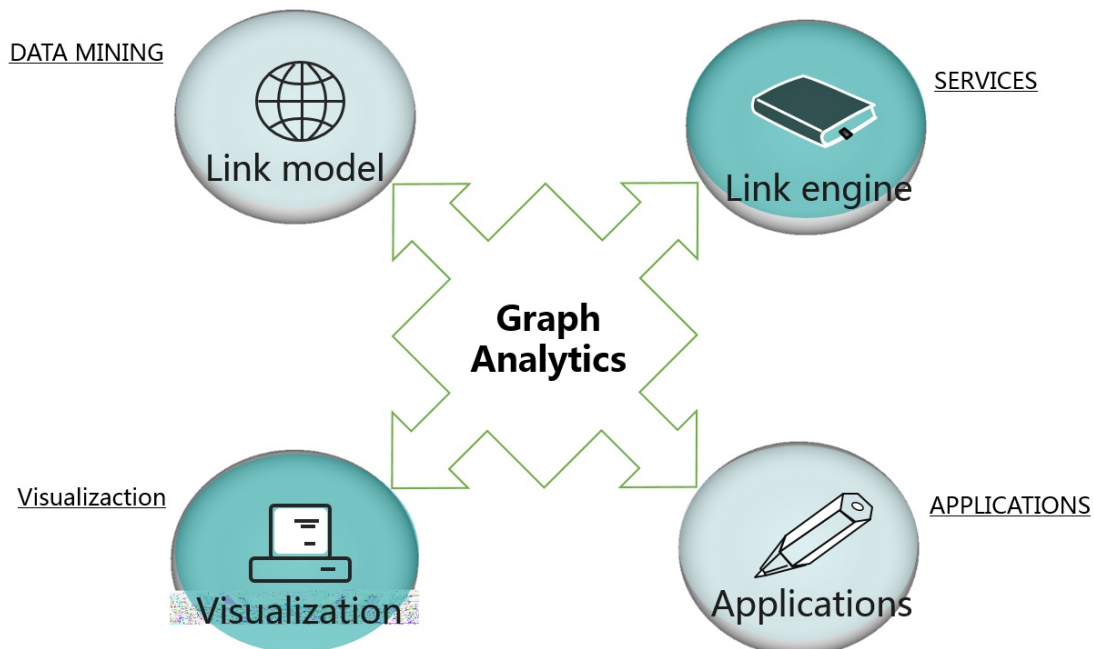 DATA MINING
Link model
SERVICES
Link engine
Graph
Analytics
Visualizaction
Visualization
APPLICATIONS
Applications